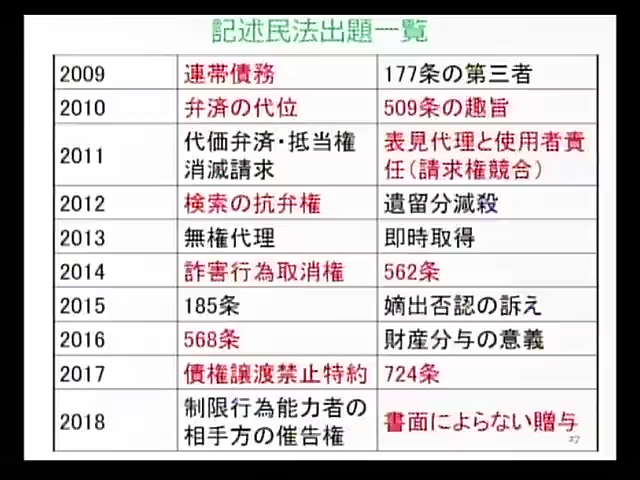 記述民法出題一覧
2009 連帯債務 177条の第三者
2010 弁済の代位 509条の趣旨
2011 代価弁済・抵当権消滅請求 表見代理と使用者責任(請求権競合)
2012 検索の抗弁権 遺留分減殺
2013 無権代理 即時取得
2014 詐害行為取消権 562条
2015 185条 嫡出否認の訴え
2016 568条 財産分与の意義
2017 債権譲渡禁止特約 724条
2018 制限行為能力者の相手方の催告権 書面によらない贈与
27